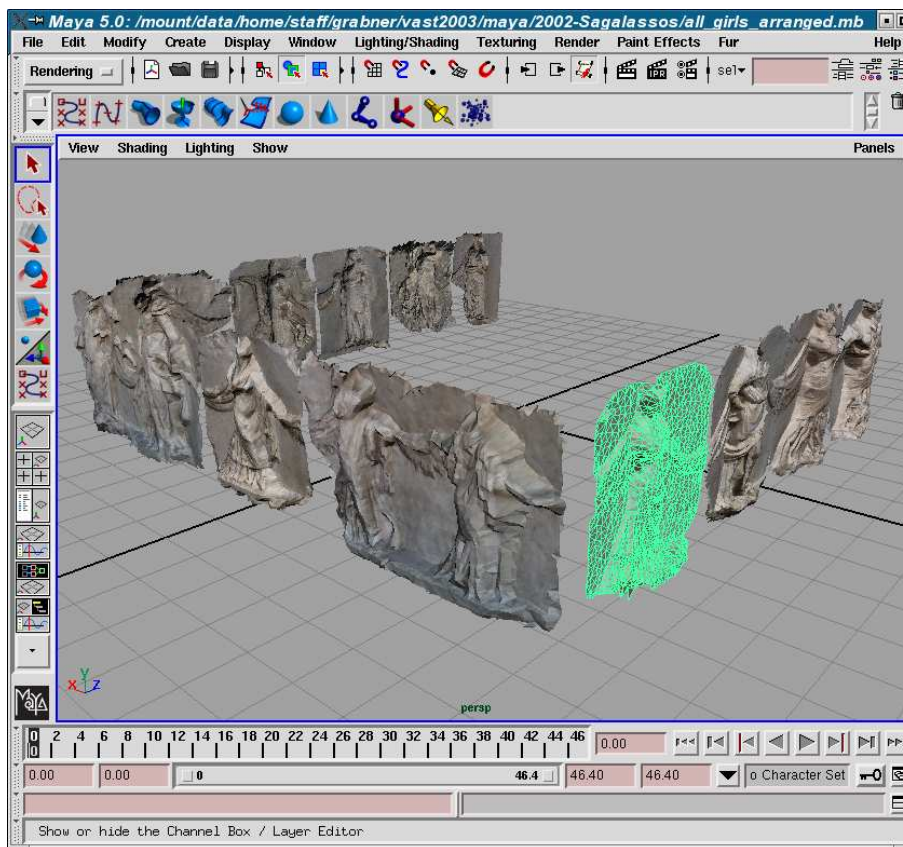 Maya 5.0: /mount/data/home/staff/grabner/vast2003/maya/2002-Sagalassos/all_girls_arranged.mb
File Edit Modify Create Display Window Lighting/Shading Texturing Render Paint Effects Fur Help
Rendering IPR sel
View Shading Lighting Show Panels
y
x z
persp
MAYA
0 2 4 6 8 10 12 14 16 18 20 22 24 26 28 30 32 34 36 38 40 42 44 46 0.00
0
0.00 0.00 0 46.4 46.40 46.40 o Character Set
Show or hide the Channel Box / Layer Editor